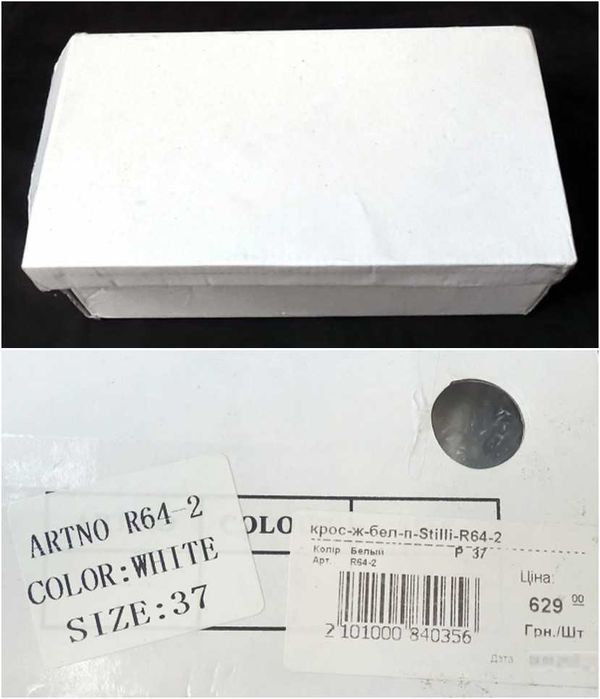 ARTNO R64-2
COLOR:WHITE
SIZE:37
COLO
крос-ж-бел-п-Stilli-R64-2
Колір Белый Р 37
Арт. R64-2
2 101000 840356
Ціна:
629 00
Грн./Шт
Дата